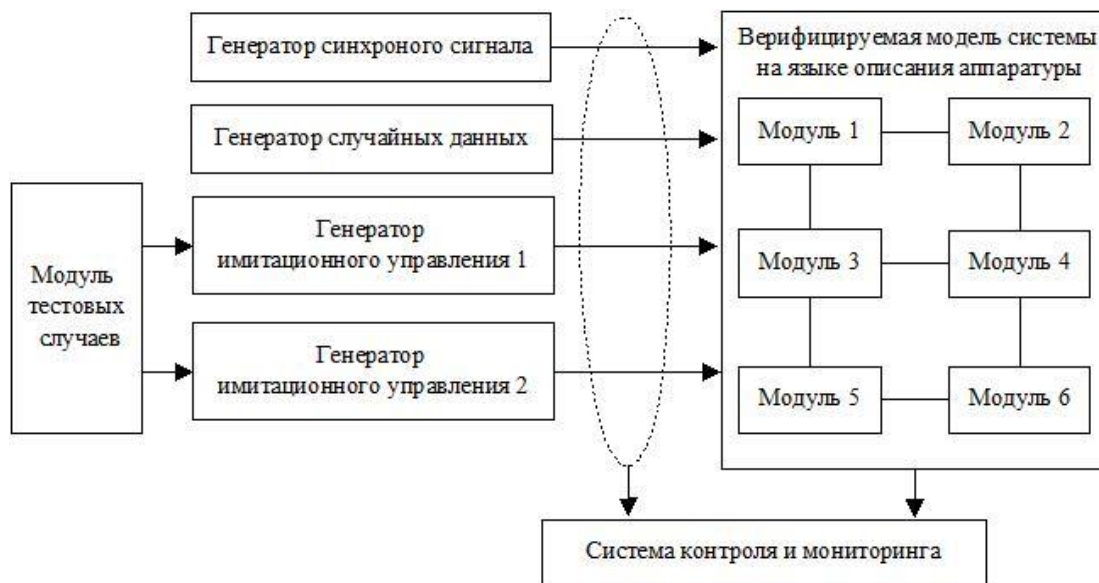 Генератор синхроного сигнала
Верифицируемая модель системы
на языке описания аппаратуры
Генератор случайных данных
Модуль 1
Модуль 2
Модуль
тестовых
случаев
Генератор
имитационного управления 1
Модуль 3
Модуль 4
Генератор
имитационного управления 2
Модуль 5
Модуль 6
Система контроля и мониторинга